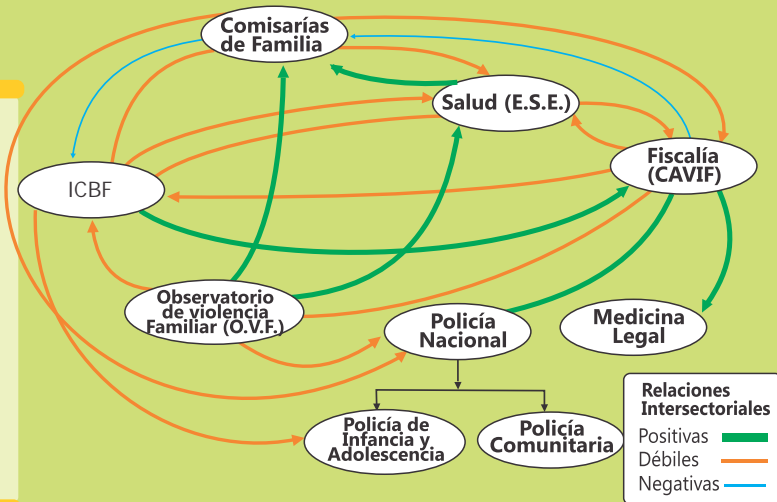 Comisarías
de Familia
Salud (E.S.E.)
Fiscalía
(CAVIF)
ICBF
Observatorio
de violencia
Familiar (O.V.F.)
Policía
Nacional
Medicina
Legal
Policía de
Infancia y
Adolescencia
Policía
Comunitaria
Relaciones
Intersectoriales
Positivas
Débiles
Negativas